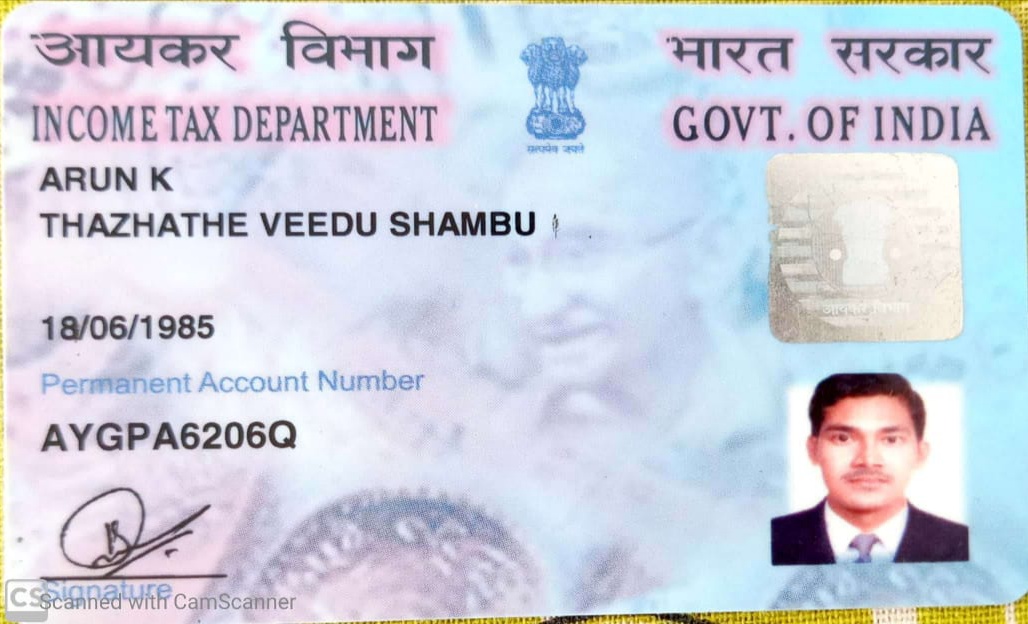 आयकर विभाग
INCOME TAX DEPARTMENT
सत्यमेव जयते
भारत सरकार
GOVT. OF INDIA
ARUN K
THAZHATHE VEEDU SHAMBU
आयकर विभाग
18/06/1985
Permanent Account Number
AYGPA6206Q
Signature
CS Scanned with CamScanner